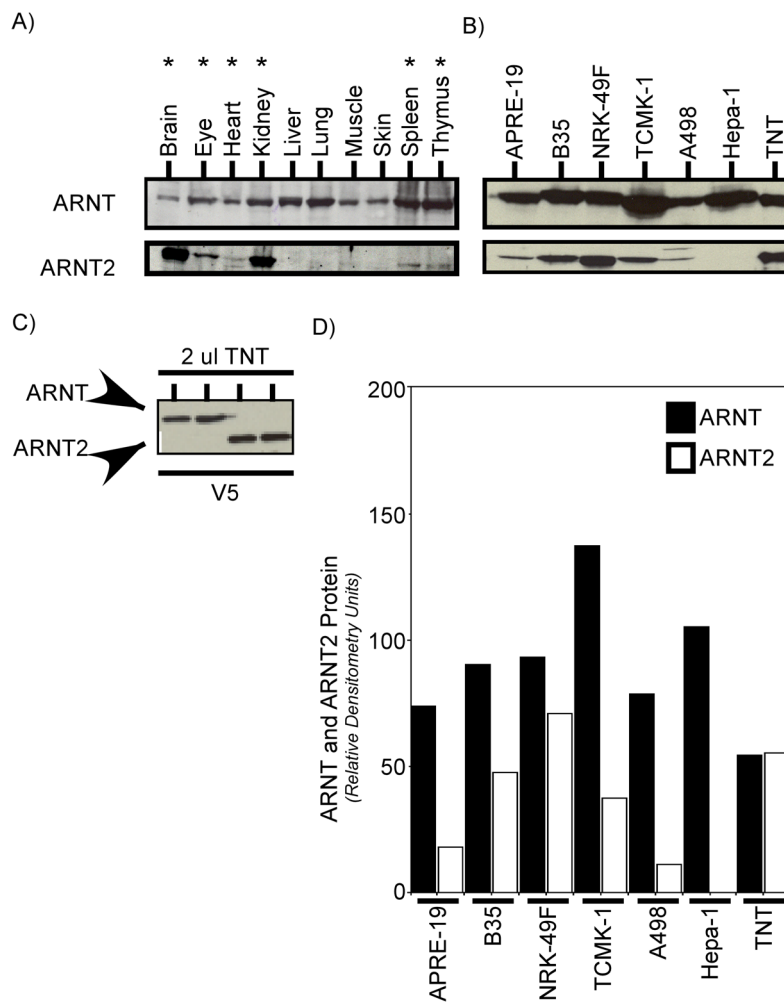 A)
* * * * * *
Brain
Eye
Heart
Kidney
Liver
Lung
Muscle
Skin
Spleen
Thymus
ARNT
ARNT2
B)
APRE-19
B35
NRK-49F
TCMK-1
A498
Hepa-1
TNT
C)
2 ul TNT
ARNT
ARNT2
V5
D)
ARNT
ARNT2
200
150
100
50
0
ARNT and ARNT2 Protein
(Relative Densitometry Units)
APRE-19
B35
NRK-49F
TCMK-1
A498
Hepa-1
TNT